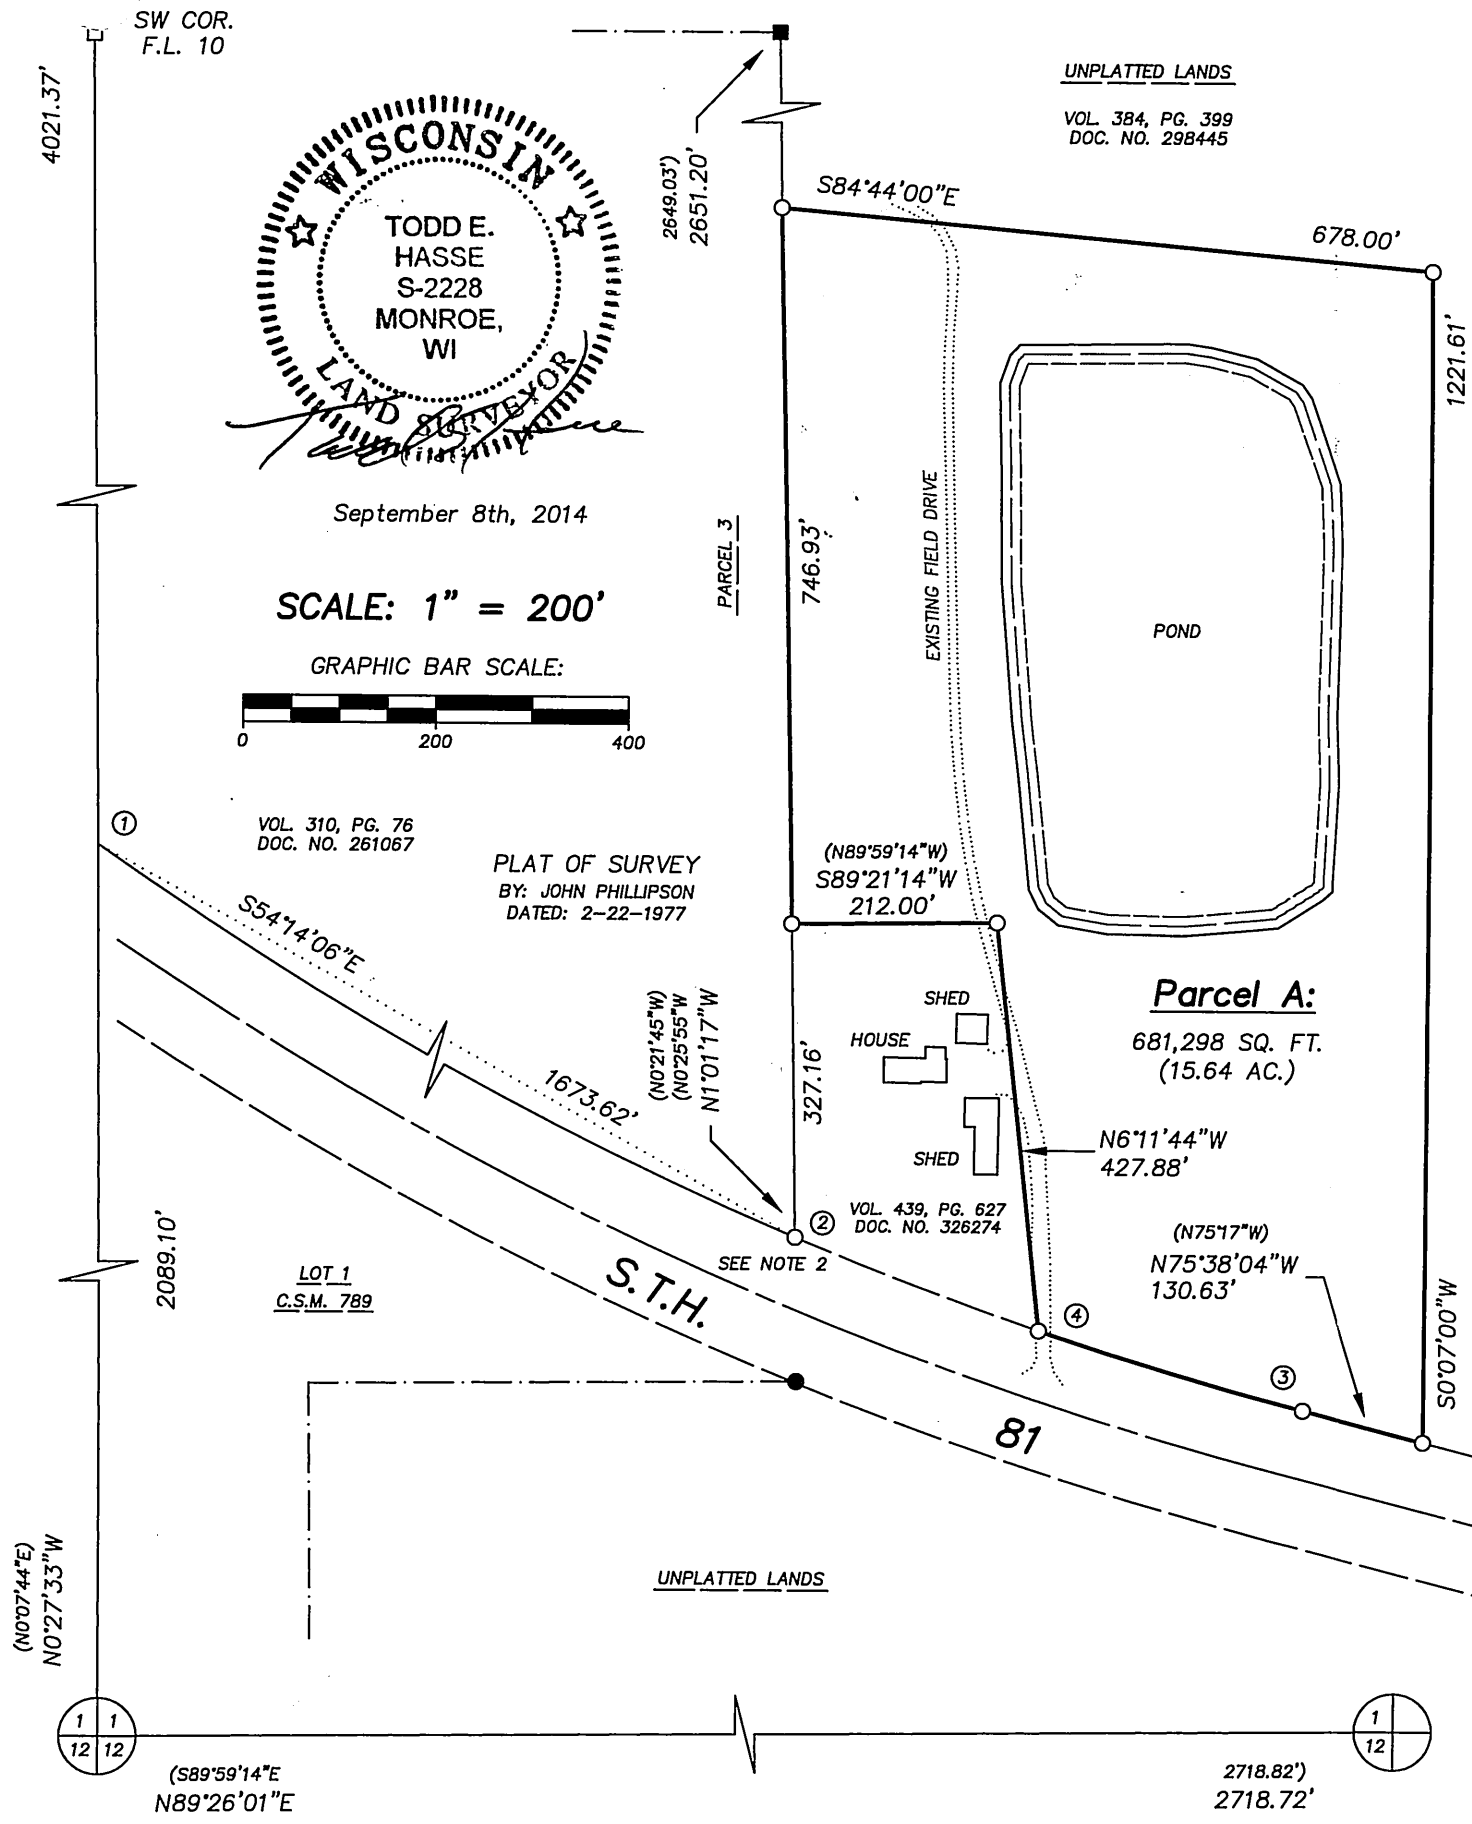 SW COR.
F.L. 10
4021.37'
UNPLATTED LANDS
VOL. 384, PG. 399
DOC. NO. 298445
WISCONSIN
TODD E.
HASSE
S-2228
MONROE,
WI
LAND SURVEYOR
(2649.03')
2651.20'
S84°44'00"E
678.00'
1221.61'
September 8th, 2014
SCALE: 1" = 200'
GRAPHIC BAR SCALE:
0 200 400
PARCEL 3
746.93'
EXISTING FIELD DRIVE
POND
1
VOL. 310, PG. 76
DOC. NO. 261067
PLAT OF SURVEY
BY: JOHN PHILLIPSON
DATED: 2-22-1977
(N89°59'14"W)
S89°21'14"W
212.00'
S54°14'06"E
1673.62'
(N0°21'45"W)
(N0°25'55"W
N1°01'17"W
327.16'
SHED
HOUSE
SHED
Parcel A:
681,298 SQ. FT.
(15.64 AC.)
N6°11'44"W
427.88'
2
VOL. 439, PG. 627
DOC. NO. 326274
SEE NOTE 2
(N75°17"W)
N75°38'04"W
130.63'
2089.10'
LOT 1
C.S.M. 789
S.T.H.
81
4
3
S0°07'00"W
UNPLATTED LANDS
(N0°07'44"E)
N0°27'33"W
1 1
12 12
1
12
(S89°59'14"E
N89°26'01"E
2718.82')
2718.72'